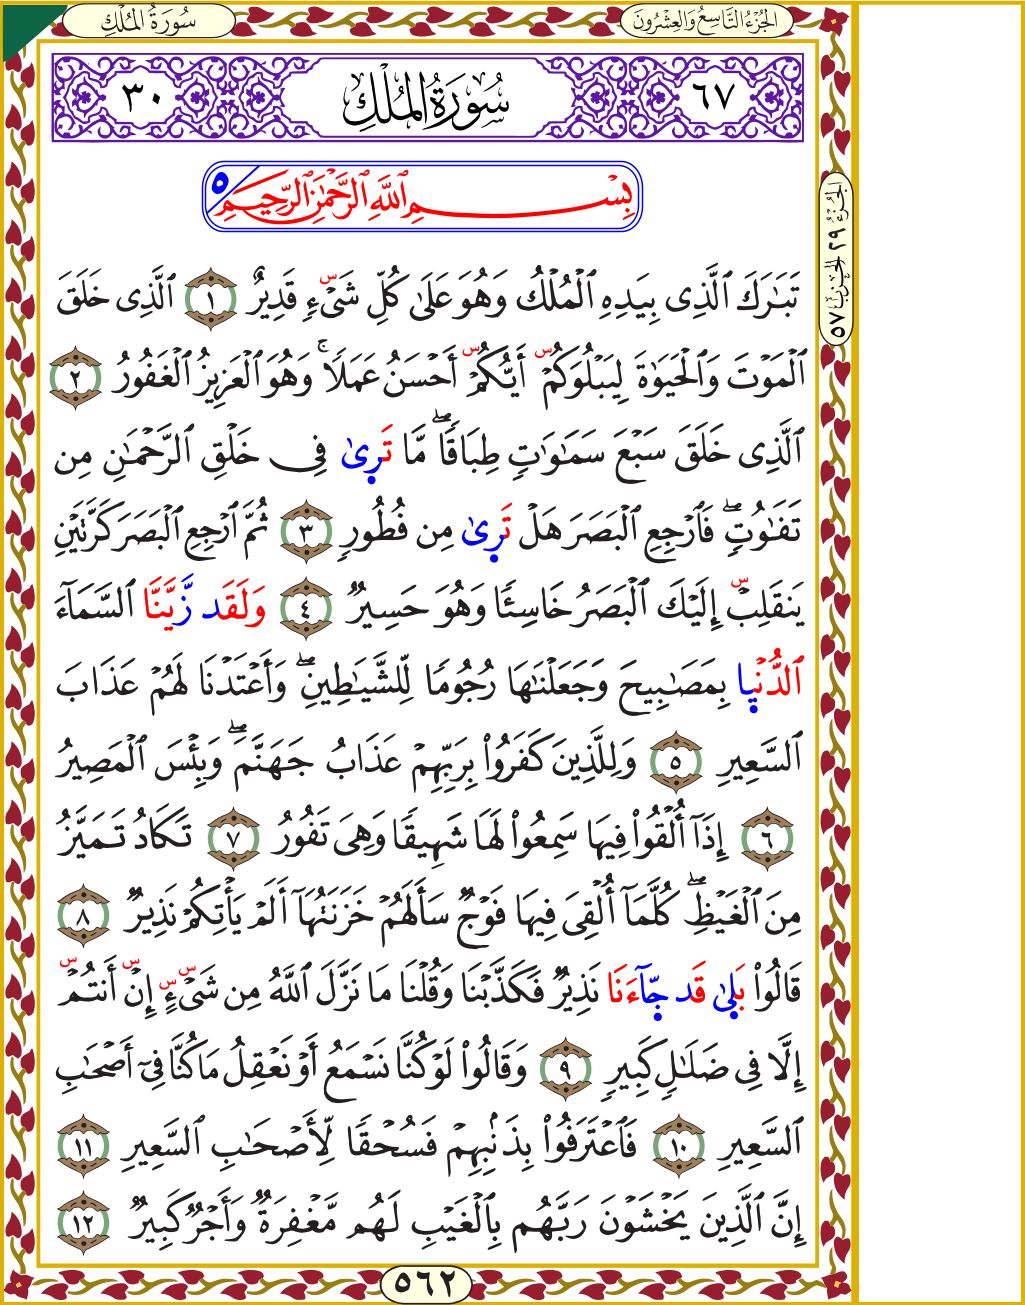 سُورَةُ المُلْكِ
الجُزْءُ التَّاسِعُ وَالعِشْرُونَ
٦٧ سُورَةُ المُلْكِ ٣٠
بِسْمِ ٱللَّهِ ٱلرَّحْمَٰنِ ٱلرَّحِيمِ ٥
تَبَٰرَكَ ٱلَّذِى بِيَدِهِ ٱلْمُلْكُ وَهُوَ عَلَىٰ كُلِّ شَىْءٍ قَدِيرٌ ١ ٱلَّذِى خَلَقَ
ٱلْمَوْتَ وَٱلْحَيَوٰةَ لِيَبْلُوَكُمْ أَيُّكُمْ أَحْسَنُ عَمَلًا ۚ وَهُوَ ٱلْعَزِيزُ ٱلْغَفُورُ ٢
ٱلَّذِى خَلَقَ سَبْعَ سَمَٰوَٰتٍ طِبَاقًا ۖ مَّا تَرِىٰ فِى خَلْقِ ٱلرَّحْمَٰنِ مِن
تَفَٰوُتٍ ۖ فَٱرْجِعِ ٱلْبَصَرَ هَلْ تَرِىٰ مِن فُطُورٍ ٣ ثُمَّ ٱرْجِعِ ٱلْبَصَرَ كَرَّتَيْنِ
يَنقَلِبْ إِلَيْكَ ٱلْبَصَرُ خَاسِئًا وَهُوَ حَسِيرٌ ٤ وَلَقَد زَّيَّنَّا ٱلسَّمَآءَ
ٱلدُّنْيِا بِمَصَٰبِيحَ وَجَعَلْنَٰهَا رُجُومًا لِّلشَّيَٰطِينِ ۖ وَأَعْتَدْنَا لَهُمْ عَذَابَ
ٱلسَّعِيرِ ٥ وَلِلَّذِينَ كَفَرُوا۟ بِرَبِّهِمْ عَذَابُ جَهَنَّمَ ۖ وَبِئْسَ ٱلْمَصِيرُ
٦ إِذَآ أُلْقُوا۟ فِيهَا سَمِعُوا۟ لَهَا شَهِيقًا وَهِىَ تَفُورُ ٧ تَكَادُ تَمَيَّزُ
مِنَ ٱلْغَيْظِ ۖ كُلَّمَآ أُلْقِىَ فِيهَا فَوْجٌ سَأَلَهُمْ خَزَنَتُهَآ أَلَمْ يَأْتِكُمْ نَذِيرٌ ٨
قَالُوا۟ بَلِىٰ قَد جِّآءَنَا نَذِيرٌ فَكَذَّبْنَا وَقُلْنَا مَا نَزَّلَ ٱللَّهُ مِن شَىْءٍ إِنْ أَنتُمْ
إِلَّا فِى ضَلَٰلٍ كَبِيرٍ ٩ وَقَالُوا۟ لَوْ كُنَّا نَسْمَعُ أَوْ نَعْقِلُ مَا كُنَّا فِىٓ أَصْحَٰبِ
ٱلسَّعِيرِ ١٠ فَٱعْتَرَفُوا۟ بِذَنۢبِهِمْ فَسُحْقًا لِّأَصْحَٰبِ ٱلسَّعِيرِ ١١
إِنَّ ٱلَّذِينَ يَخْشَوْنَ رَبَّهُم بِٱلْغَيْبِ لَهُم مَّغْفِرَةٌ وَأَجْرٌ كَبِيرٌ ١٢
الجُزْءُ ٢٩ الحِزْبُ ٥٧
٥٦٢